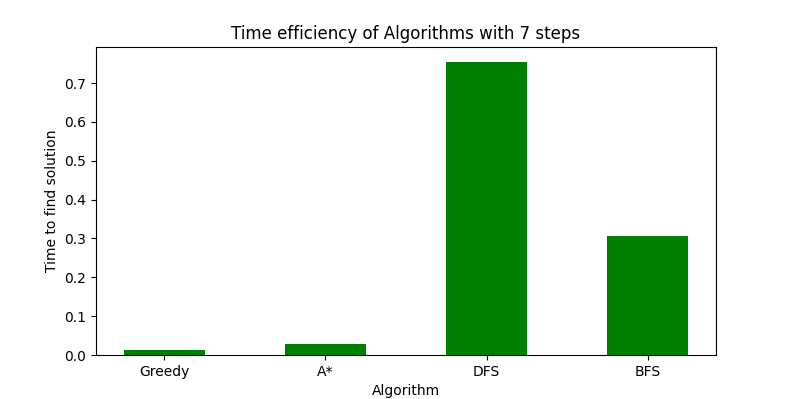 Time efficiency of Algorithms with 7 steps
Time to find solution
0.7
0.6
0.5
0.4
0.3
0.2
0.1
0.0
Greedy A* DFS BFS
Algorithm